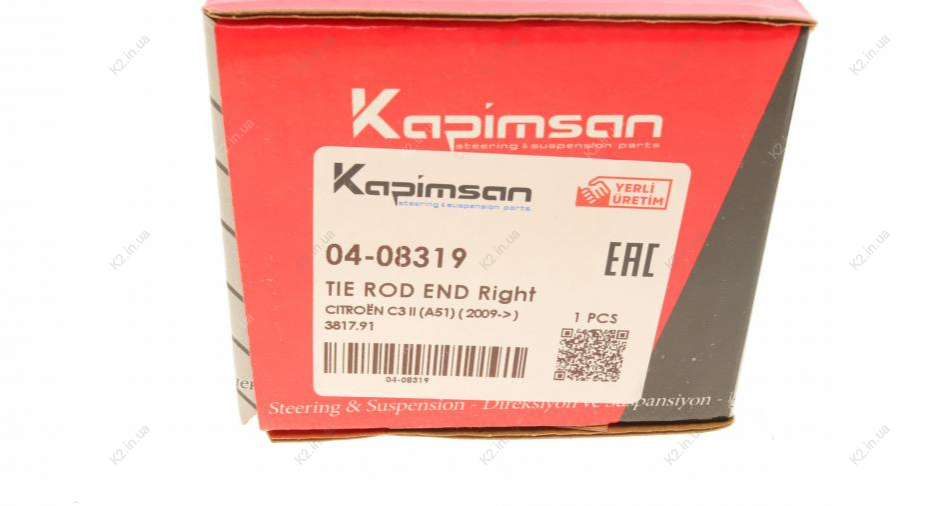 Kapimsan
steering & suspension parts
Kapimsan
steering & suspension parts
YERLİ
ÜRETİM
04-08319
EAC
TIE ROD END Right
CITROËN C3 II (A51) ( 2009-> )
3817.91
1 PCS
04-08319
Steering & Suspension - Direksiyon ve Süspansiyon -
K2.in.ua